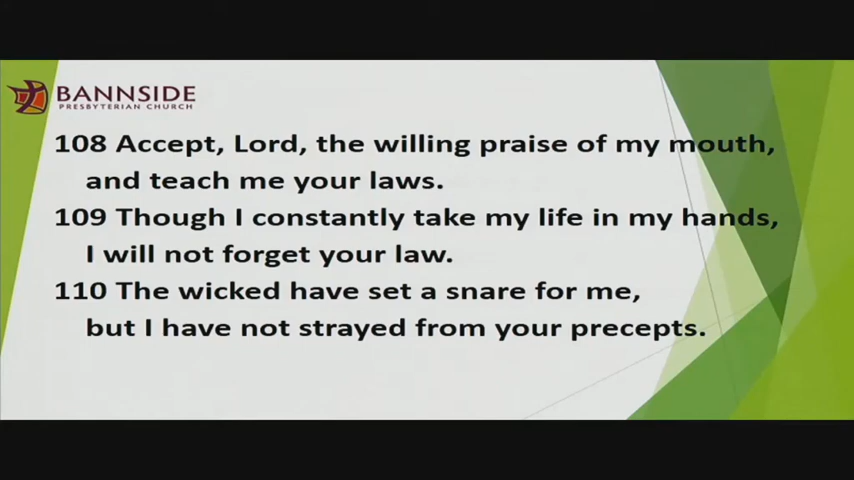 BANNSIDE
PRESBYTERIAN CHURCH
108 Accept, Lord, the willing praise of my mouth,
and teach me your laws.
109 Though I constantly take my life in my hands,
I will not forget your law.
110 The wicked have set a snare for me,
but I have not strayed from your precepts.